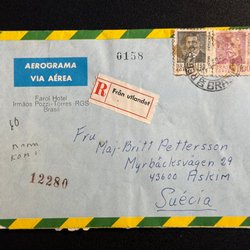 0158
AEROGRAMA
VIA AÉREA
Farol Hotel
Irmãos Pozzi-Torres RGS
Brasil
R
Från utlandet
Fru
Maj-Britt Pettersson
Myrbäcksvägen 29
43600 Askim
Suécia
12280